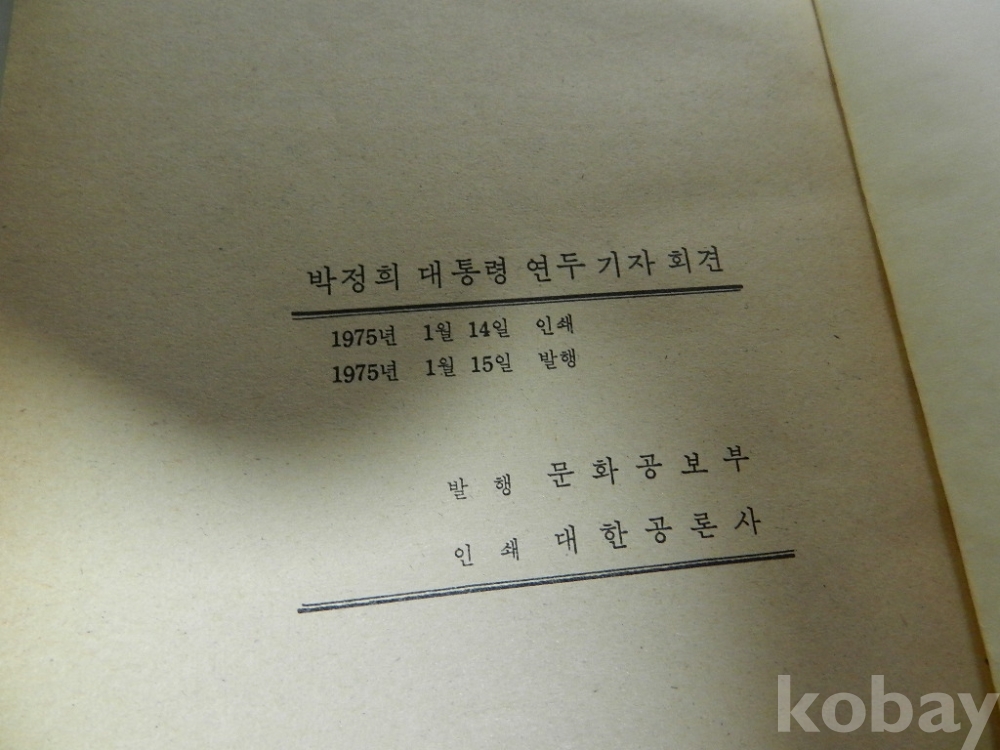 박정희 대통령 연두 기자 회견
1975년 1월 14일 인쇄
1975년 1월 15일 발행
발 행 문 화 공 보 부
인 쇄 대 한 공 론 사
kobay